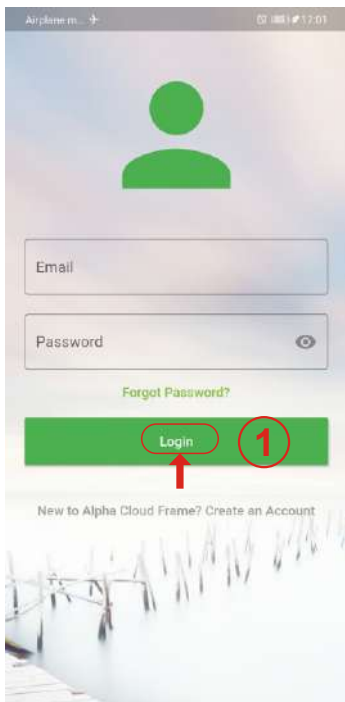 Airplane m... 12:01
Email
Password
Forgot Password?
Login 1
New to Alpha Cloud Frame? Create an Account